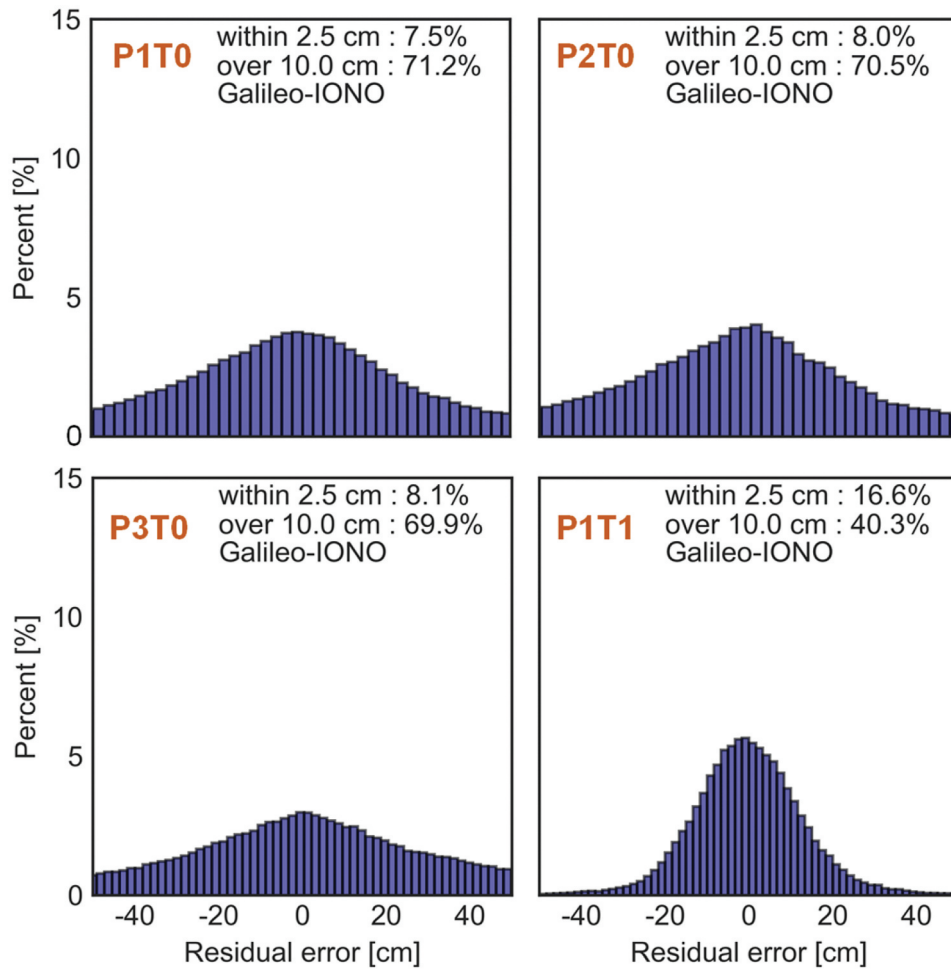 15
P1T0
within 2.5 cm : 7.5%
over 10.0 cm : 71.2%
Galileo-IONO
10
5
0
Percent [%]
P2T0
within 2.5 cm : 8.0%
over 10.0 cm : 70.5%
Galileo-IONO
15
P3T0
within 2.5 cm : 8.1%
over 10.0 cm : 69.9%
Galileo-IONO
10
5
0
Percent [%]
-40 -20 0 20 40
Residual error [cm]
P1T1
within 2.5 cm : 16.6%
over 10.0 cm : 40.3%
Galileo-IONO
-40 -20 0 20 40
Residual error [cm]